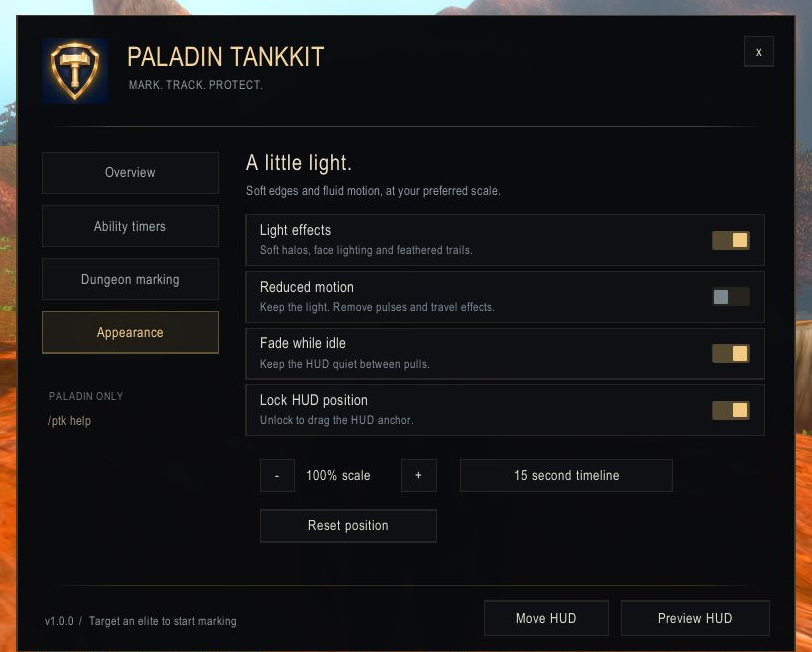 PALADIN TANKKIT
MARK. TRACK. PROTECT.
x
Overview
Ability timers
Dungeon marking
Appearance
PALADIN ONLY
/ptk help
A little light.
Soft edges and fluid motion, at your preferred scale.
Light effects
Soft halos, face lighting and feathered trails.
Reduced motion
Keep the light. Remove pulses and travel effects.
Fade while idle
Keep the HUD quiet between pulls.
Lock HUD position
Unlock to drag the HUD anchor.
- 100% scale + 15 second timeline
Reset position
v1.0.0 / Target an elite to start marking
Move HUD Preview HUD